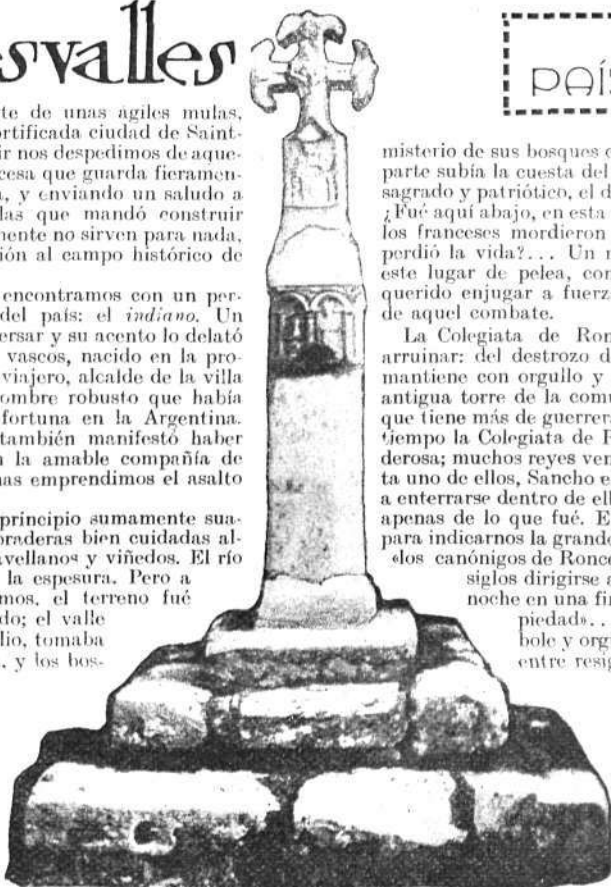 svalles
te de unas ágiles mulas,
ortificada ciudad de Saint-
ir nos despedimos de aque-
cesa que guarda fieramen-
a, y enviando un saludo a
las que mandó construir
mente no sirven para nada,
ión al campo histórico de
encontramos con un per-
del país: el indiano. Un
ersar y su acento lo delató
vascos, nacido en la pro-
viajero, alcalde de la villa
ombre robusto que había
fortuna en la Argentina.
también manifestó haber
n la amable compañía de
nas emprendimos el asalto
principio sumamente sua-
praderas bien cuidadas al-
avellanos y viñedos. El río
la espesura. Pero a
mos, el terreno fué
do; el valle
lio, tomaba
, y los bos-
PAÍS
misterio de sus bosques
parte subía la cuesta del
sagrado y patriótico, el d
¿Fué aquí abajo, en esta
los franceses mordieron
perdió la vida?... Un
este lugar de pelea, con
querido enjugar a fuerz
de aquel combate.
La Colegiata de Ron
arruinar: del destrozo d
mantiene con orgullo y
antigua torre de la com
que tiene más de guerrer
tiempo la Colegiata de
derosa; muchos reyes ven
ta uno de ellos, Sancho e
a enterrarse dentro de el
apenas de lo que fué. E
para indicarnos la grande
«los canónigos de Ronce
siglos dirigirse a
noche en una fin
piedad»...
bole y org
entre resig